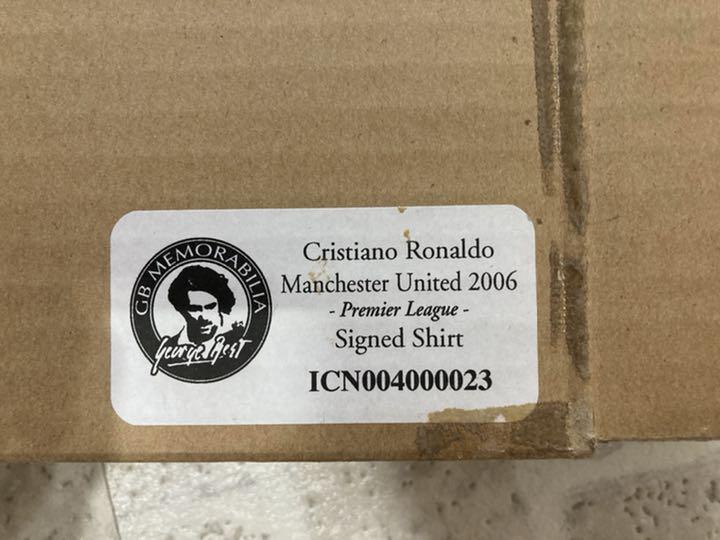 GB MEMORABILIA
George Best
Cristiano Ronaldo
Manchester United 2006
- Premier League -
Signed Shirt
ICN004000023